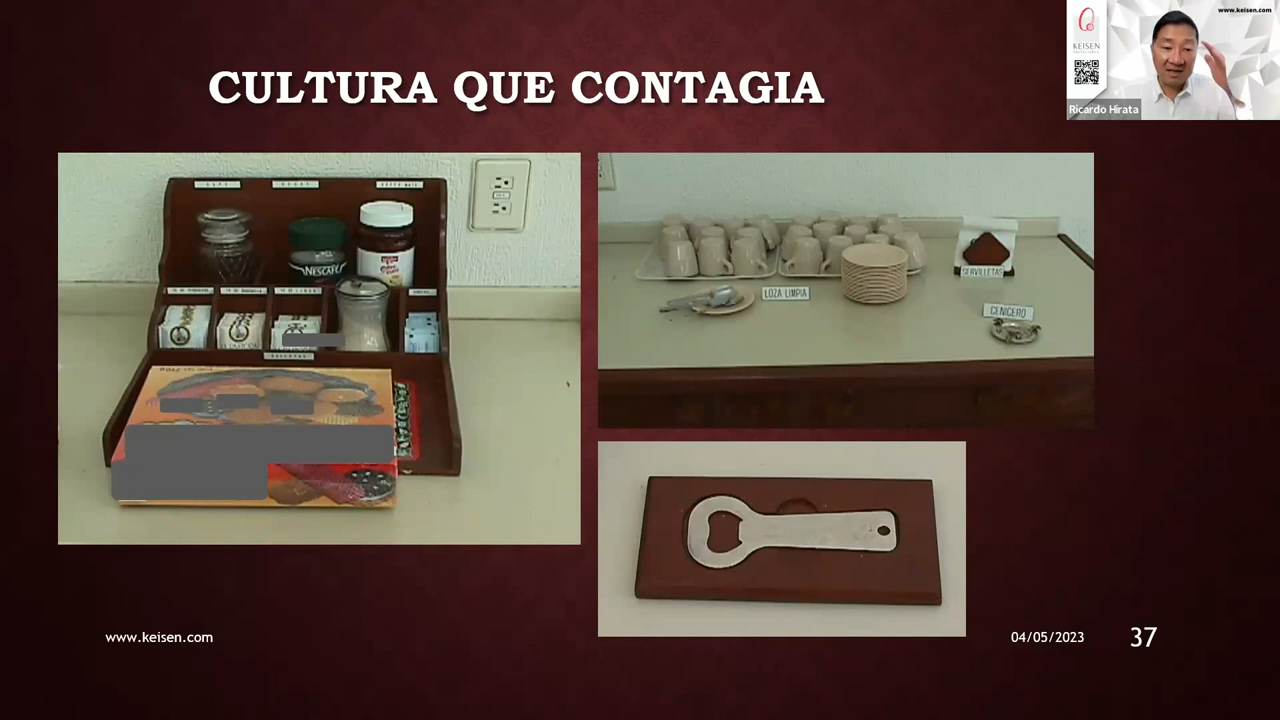 www.keisen.com
KEISEN
Ricardo Hirata
CULTURA QUE CONTAGIA
NESCAFÉ
LOZA LIMPIA
SERVILLETAS
CENICERO
www.keisen.com
04/05/2023
37